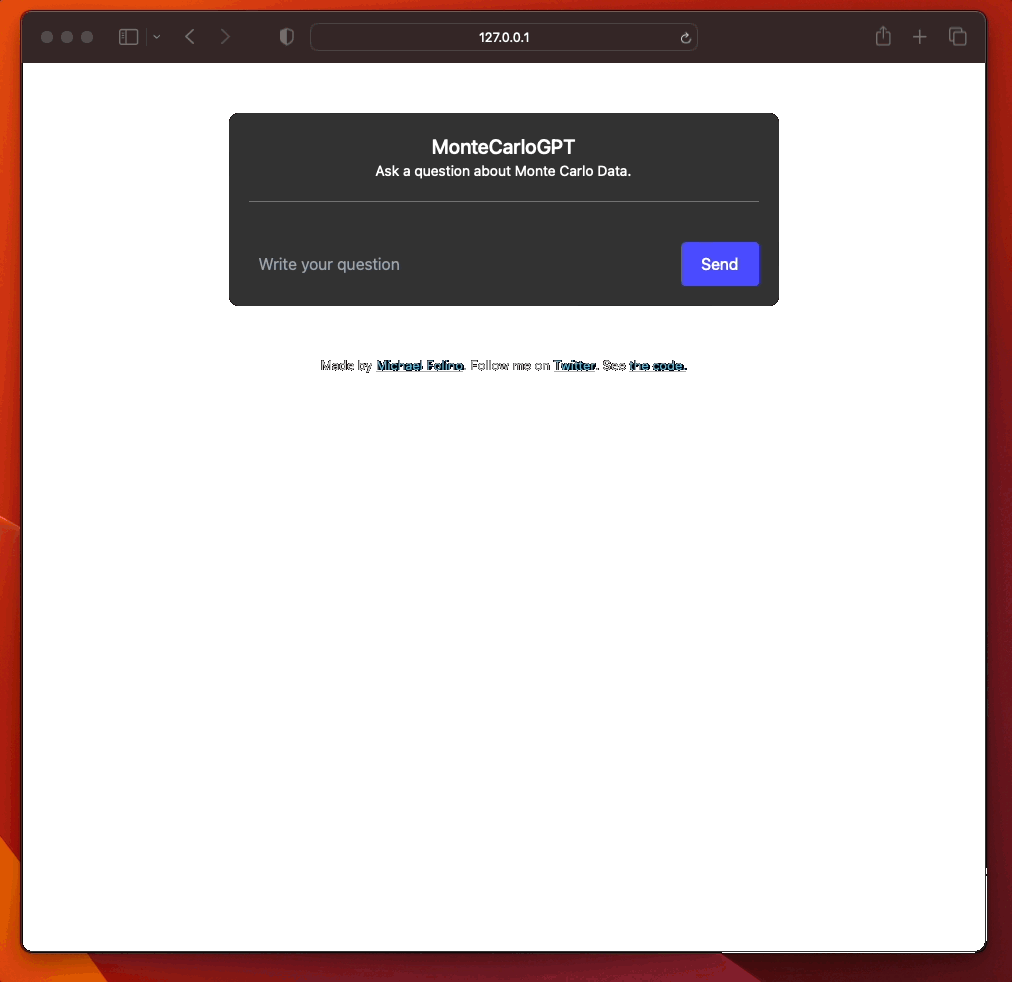 127.0.0.1
MonteCarloGPT
Ask a question about Monte Carlo Data.
Write your question
Send
Made by Michael Folino. Follow me on Twitter. See the code.